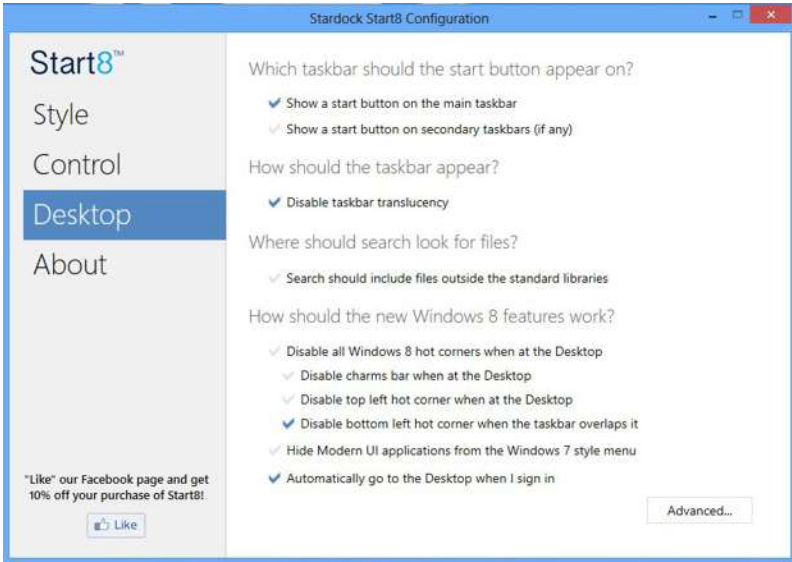 Stardock Start8 Configuration
Start8™
Style
Control
Desktop
About
"Like" our Facebook page and get
10% off your purchase of Start8!
Like
Which taskbar should the start button appear on?
Show a start button on the main taskbar
Show a start button on secondary taskbars (if any)
How should the taskbar appear?
Disable taskbar translucency
Where should search look for files?
Search should include files outside the standard libraries
How should the new Windows 8 features work?
Disable all Windows 8 hot corners when at the Desktop
Disable charms bar when at the Desktop
Disable top left hot corner when at the Desktop
Disable bottom left hot corner when the taskbar overlaps it
Hide Modern UI applications from the Windows 7 style menu
Automatically go to the Desktop when I sign in
Advanced...